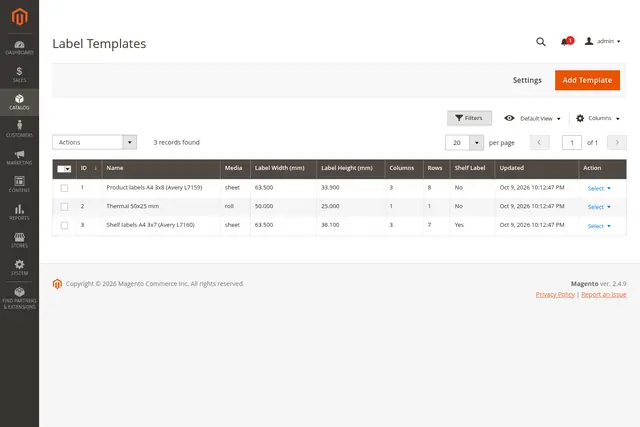 Label Templates
1
admin
Settings
Add Template
Filters
Default View
Columns
Actions
3 records found
20
per page
1
of 1
ID ↓ Name Media Label Width (mm) Label Height (mm) Columns Rows Shelf Label Updated Action
1 Product labels A4 3x8 (Avery L7159) sheet 63.500 33.900 3 8 No Oct 9, 2026 10:12:47 PM Select
2 Thermal 50x25 mm roll 50.000 25.000 1 1 No Oct 9, 2026 10:12:47 PM Select
3 Shelf labels A4 3x7 (Avery L7160) sheet 63.500 38.100 3 7 Yes Oct 9, 2026 10:12:47 PM Select
DASHBOARD
SALES
CATALOG
CUSTOMERS
MARKETING
CONTENT
REPORTS
STORES
SYSTEM
FIND PARTNERS
& EXTENSIONS
Copyright © 2026 Magento Commerce Inc. All rights reserved.
Magento ver. 2.4.9
Privacy Policy | Report an Issue